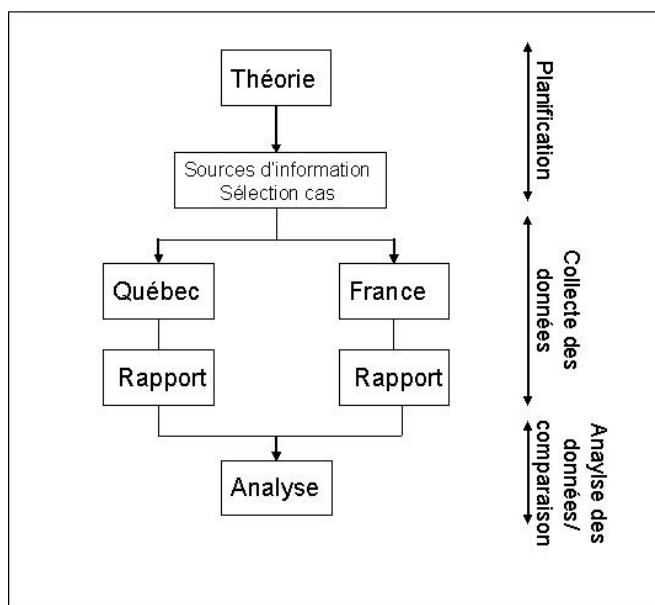 Théorie
Planification
Sources d'information
Sélection cas
Québec
France
Collecte des
données
Rapport
Rapport
Analyse
Anaylse des
données/
comparaison